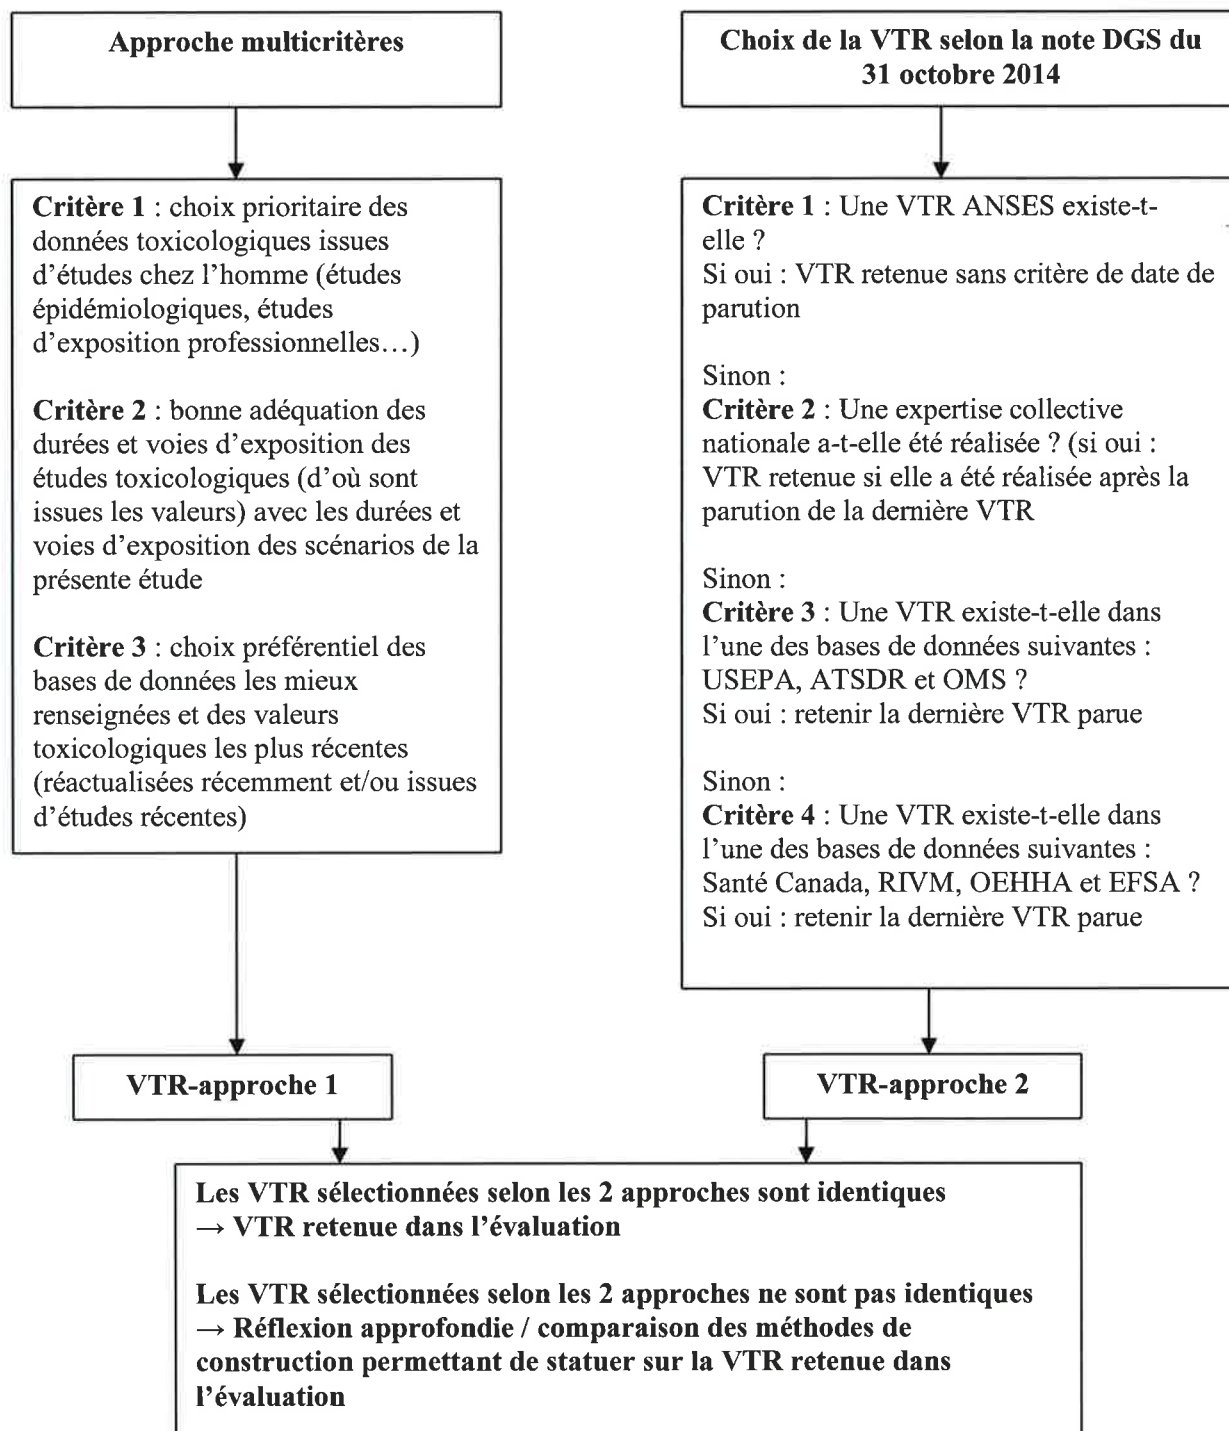 Approche multicritères
Critère 1 : choix prioritaire des
données toxicologiques issues
d’études chez l’homme (études
épidémiologiques, études
d’exposition professionnelles…)
Critère 2 : bonne adéquation des
durées et voies d’exposition des
études toxicologiques (d’où sont
issues les valeurs) avec les durées et
voies d’exposition des scénarios de la
présente étude
Critère 3 : choix préférentiel des
bases de données les mieux
renseignées et des valeurs
toxicologiques les plus récentes
(réactualisées récemment et/ou issues
d’études récentes)
VTR-approche 1
Choix de la VTR selon la note DGS du
31 octobre 2014
Critère 1 : Une VTR ANSES existe-t-
elle ?
Si oui : VTR retenue sans critère de date de
parution
Sinon :
Critère 2 : Une expertise collective
nationale a-t-elle été réalisée ? (si oui :
VTR retenue si elle a été réalisée après la
parution de la dernière VTR
Sinon :
Critère 3 : Une VTR existe-t-elle dans
l’une des bases de données suivantes :
USEPA, ATSDR et OMS ?
Si oui : retenir la dernière VTR parue
Sinon :
Critère 4 : Une VTR existe-t-elle dans
l’une des bases de données suivantes :
Santé Canada, RIVM, OEHHA et EFSA ?
Si oui : retenir la dernière VTR parue
VTR-approche 2
Les VTR sélectionnées selon les 2 approches sont identiques
→ VTR retenue dans l’évaluation
Les VTR sélectionnées selon les 2 approches ne sont pas identiques
→ Réflexion approfondie / comparaison des méthodes de
construction permettant de statuer sur la VTR retenue dans
l’évaluation